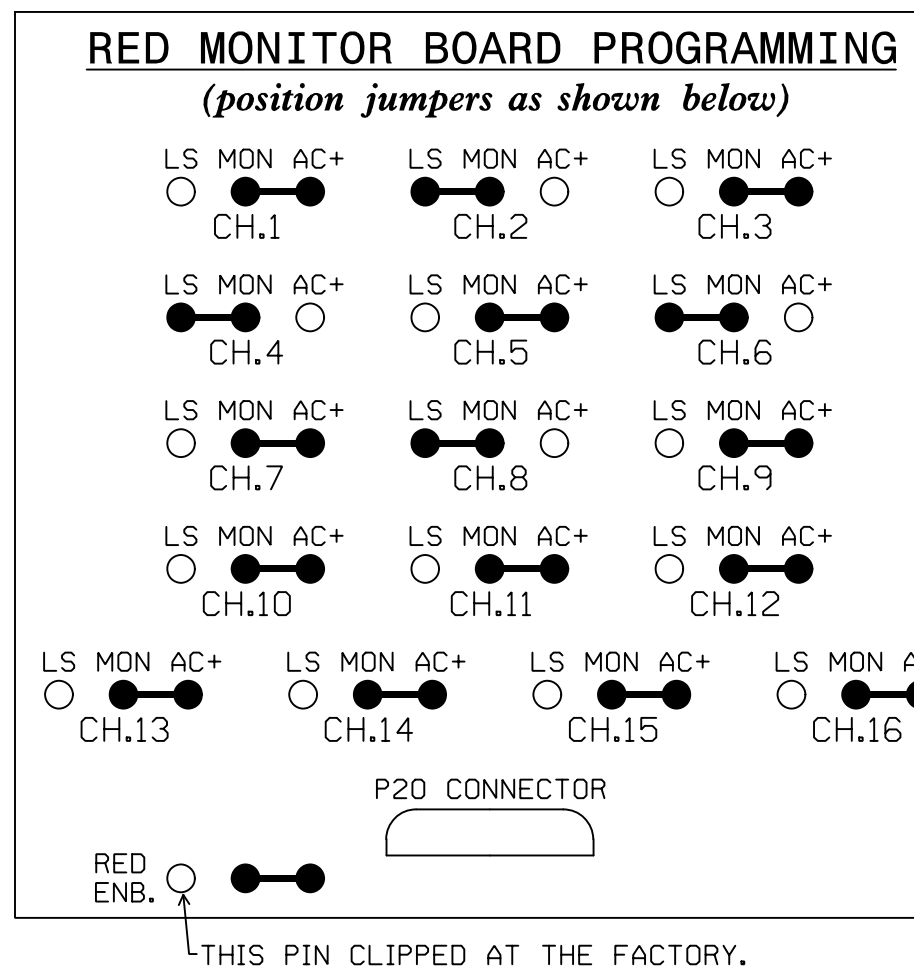 RED MONITOR BOARD PROGRAMMING
(position jumpers as shown below)
LS MON AC+ LS MON AC+ LS MON AC+
CH.1 CH.2 CH.3
LS MON AC+ LS MON AC+ LS MON AC+
CH.4 CH.5 CH.6
LS MON AC+ LS MON AC+ LS MON AC+
CH.7 CH.8 CH.9
LS MON AC+ LS MON AC+ LS MON AC+
CH.10 CH.11 CH.12
LS MON AC+ LS MON AC+ LS MON AC+ LS MON A
CH.13 CH.14 CH.15 CH.16
P20 CONNECTOR
RED
ENB.
THIS PIN CLIPPED AT THE FACTORY.